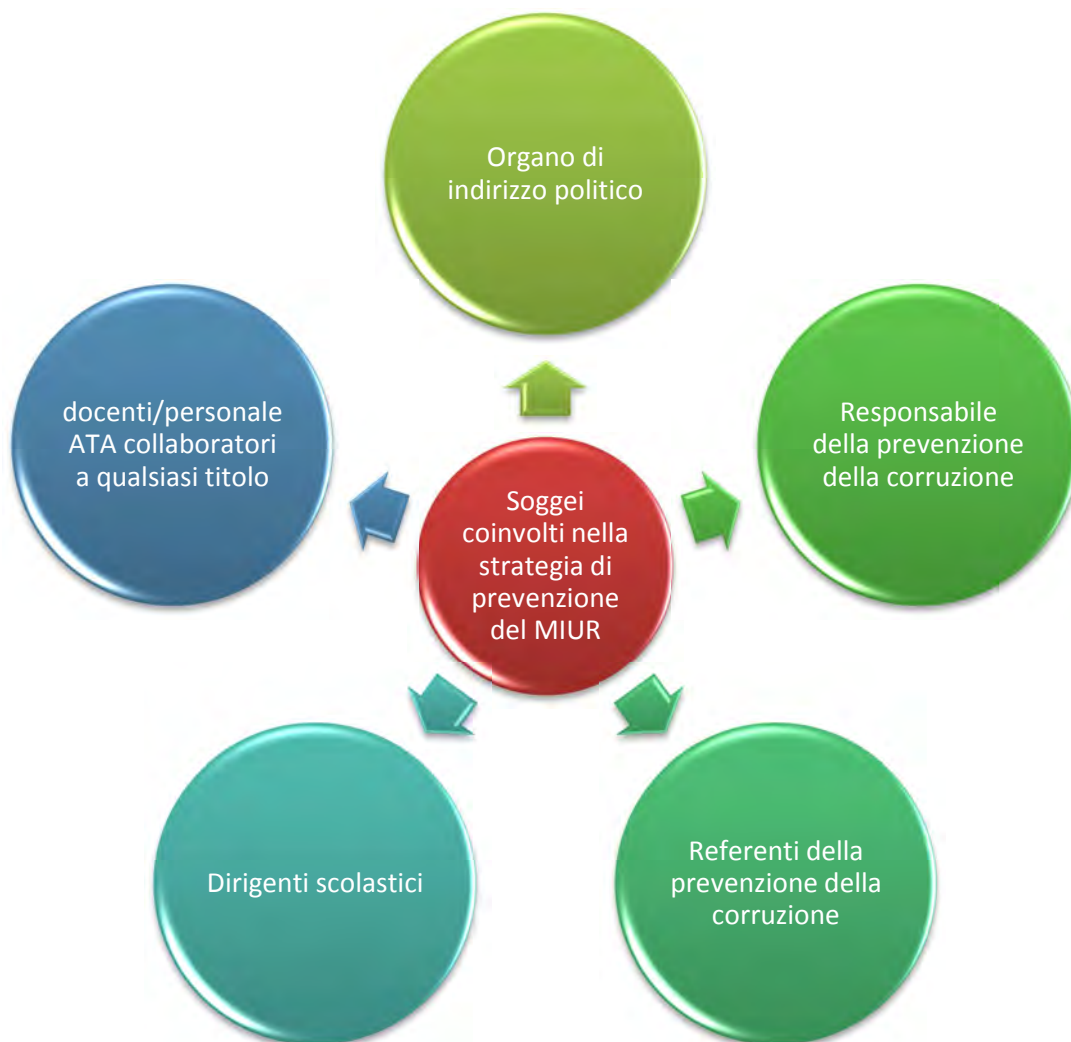 Organo di
indirizzo politico
docenti/personale
ATA collaboratori
a qualsiasi titolo
Responsabile
della prevenzione
della corruzione
Soggei
coinvolti nella
strategia di
prevenzione
del MIUR
Dirigenti scolastici
Referenti della
prevenzione della
corruzione